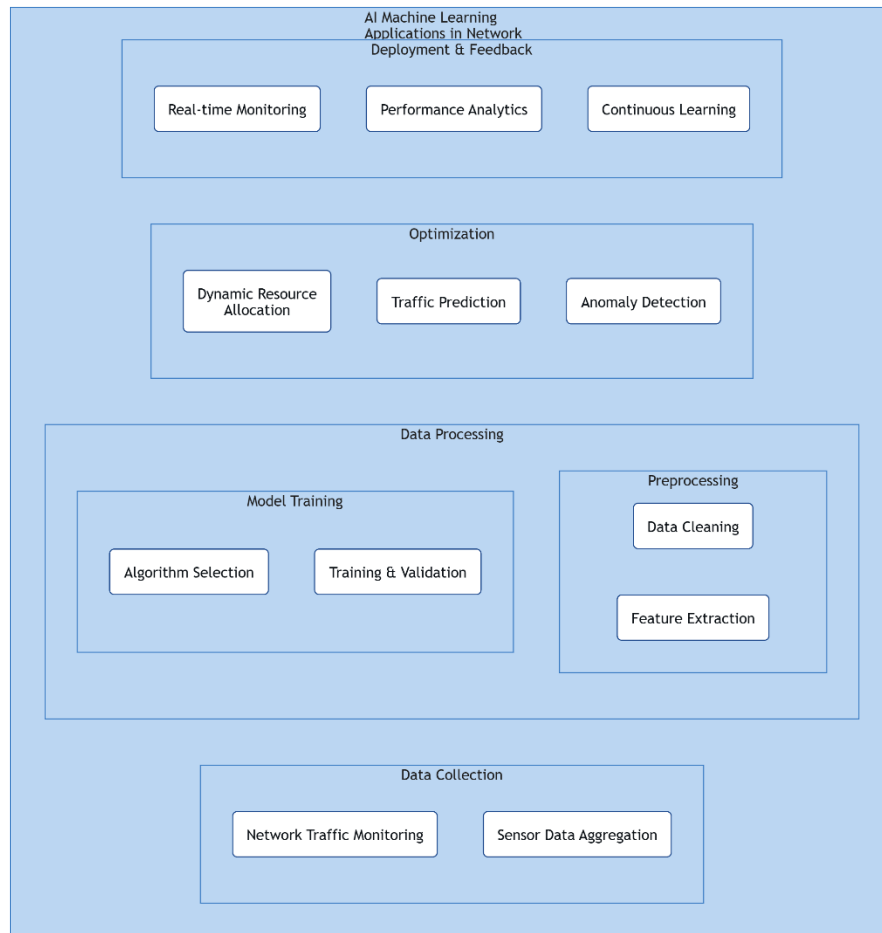 AI Machine Learning
Applications in Network
Deployment & Feedback
Real-time Monitoring
Performance Analytics
Continuous Learning
Optimization
Dynamic Resource
Allocation
Traffic Prediction
Anomaly Detection
Data Processing
Model Training
Algorithm Selection
Training & Validation
Preprocessing
Data Cleaning
Feature Extraction
Data Collection
Network Traffic Monitoring
Sensor Data Aggregation